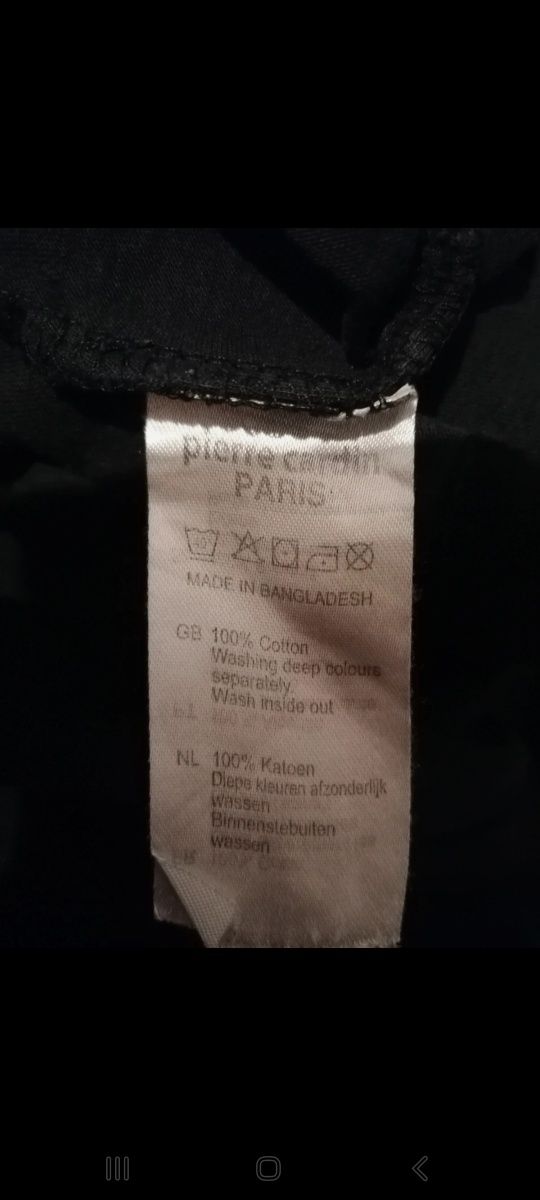 pierre cardin
PARIS
40
MADE IN BANGLADESH
GB 100% Cotton
Washing deep colours
separately
Wash inside out
NL 100% Katoen
Diepe kleuren afzonderlijk
wassen
Binnenstebuiten
wassen